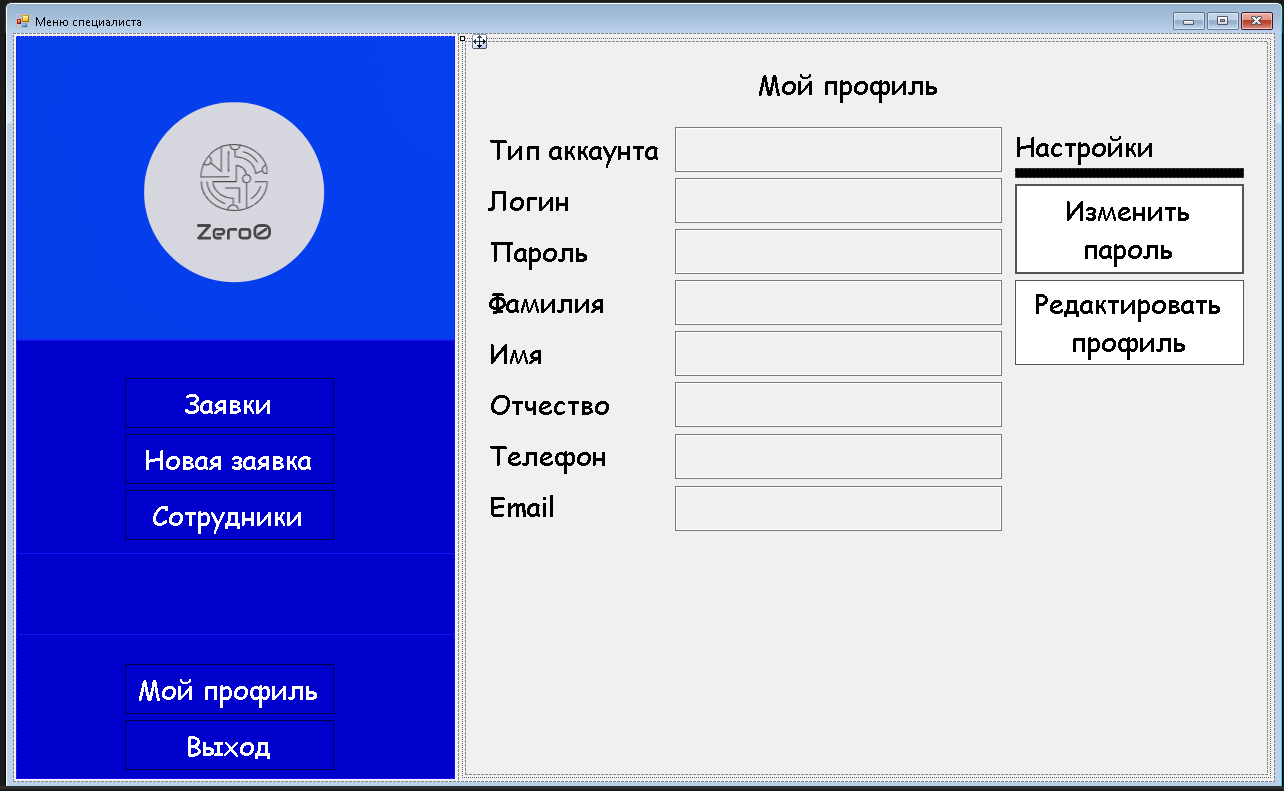 Меню специалиста
Zero0
Заявки
Новая заявка
Сотрудники
Мой профиль
Выход
Мой профиль
Тип аккаунта
Логин
Пароль
Фамилия
Имя
Отчество
Телефон
Email
Настройки
Изменить
пароль
Редактировать
профиль